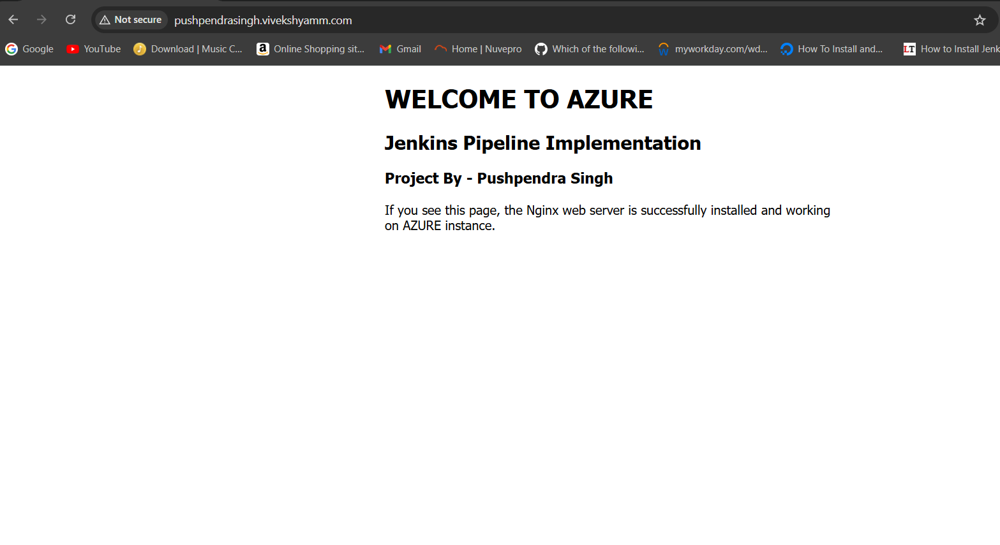 Not secure
pushpendrasingh.vivekshyamm.com
Google YouTube Download | Music C... Online Shopping sit... Gmail Home | Nuvepro Which of the followi... myworkday.com/wd... How To Install and... LT How to Install Jenk
WELCOME TO AZURE
Jenkins Pipeline Implementation
Project By - Pushpendra Singh
If you see this page, the Nginx web server is successfully installed and working
on AZURE instance.